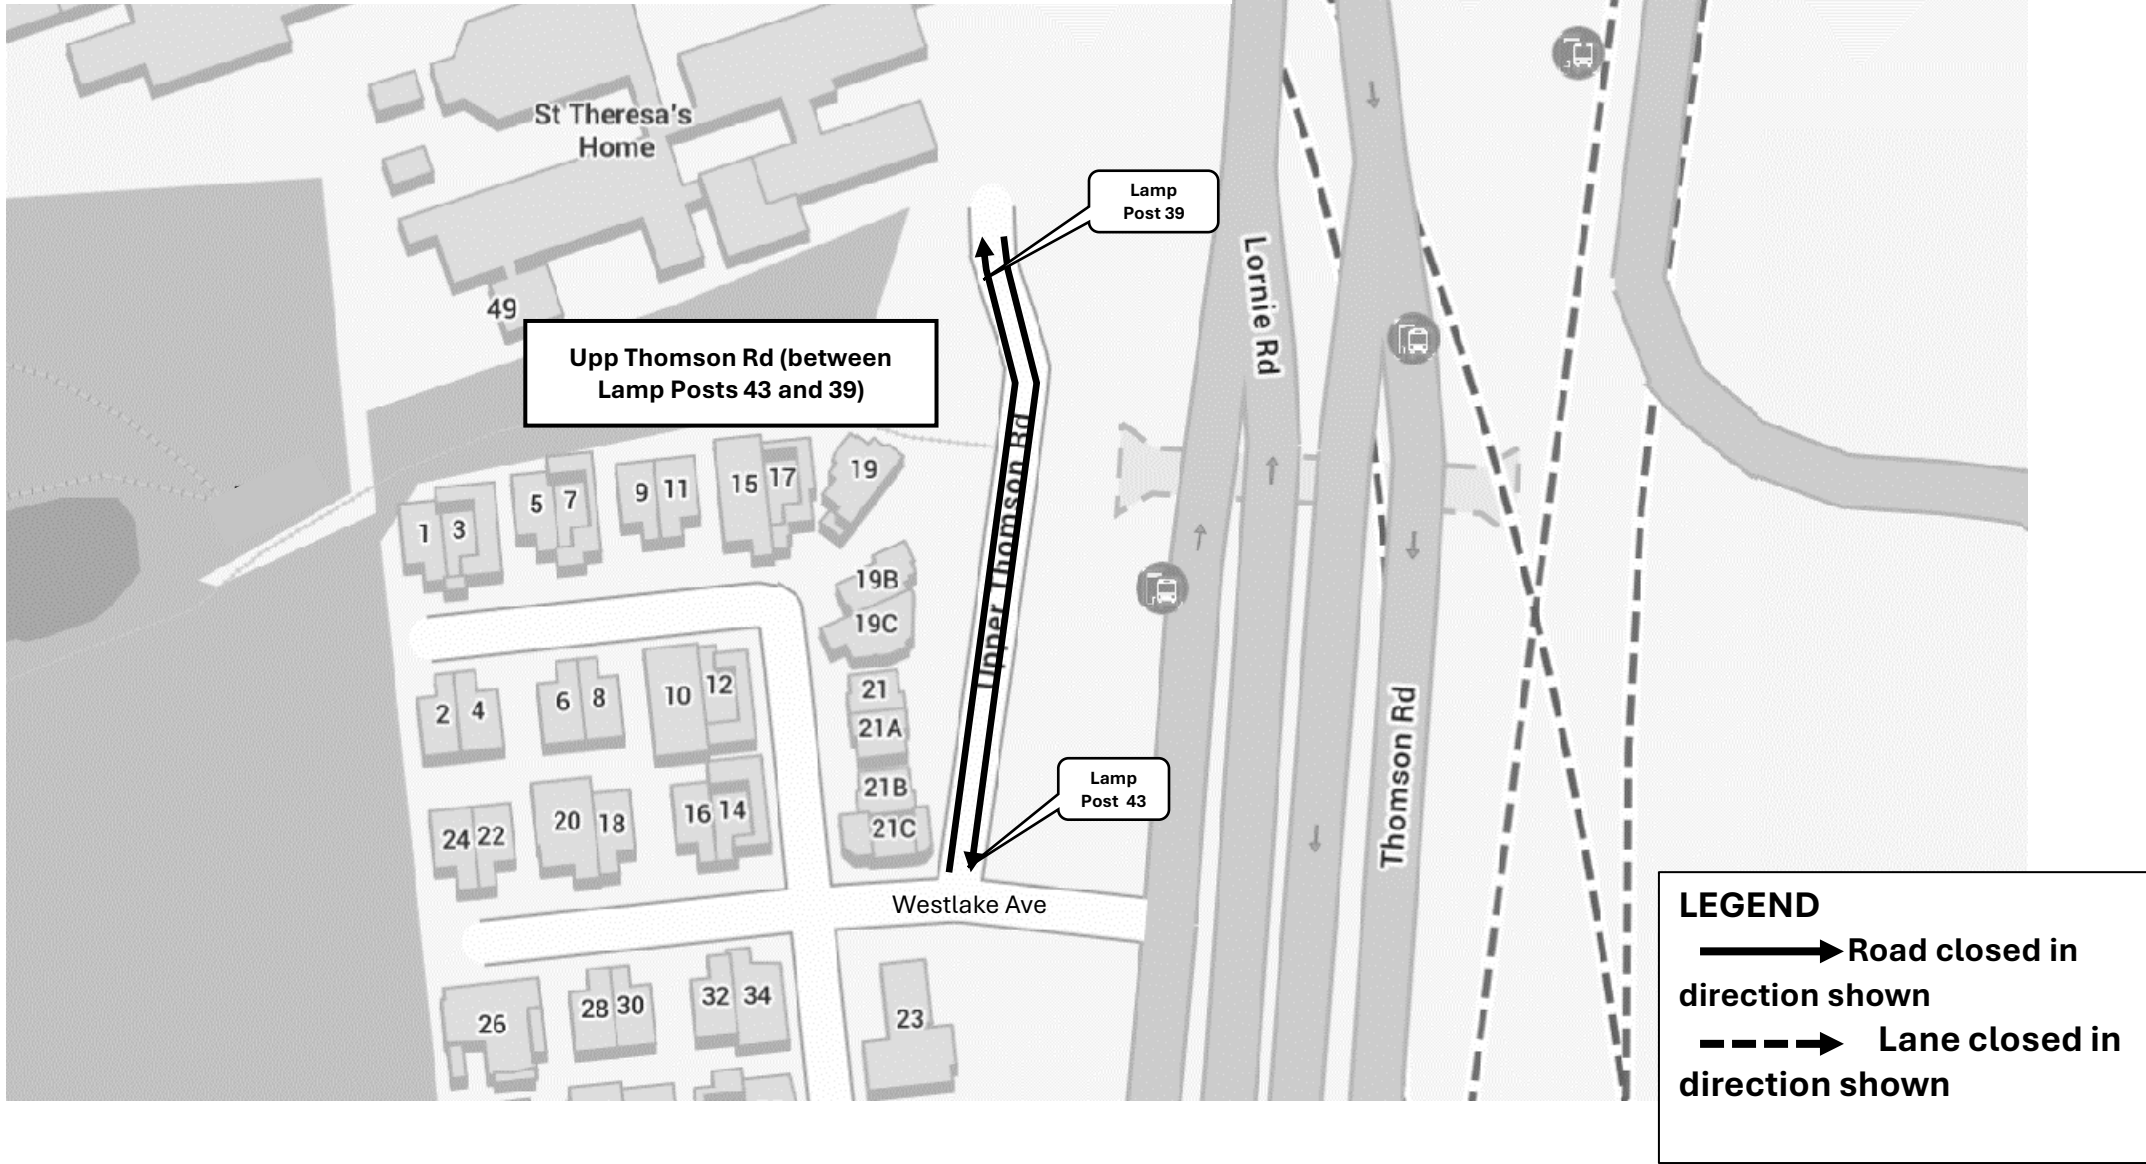 St Theresa's
Home
Lamp
Post 39
Lornie Rd
49
Upp Thomson Rd (between
Lamp Posts 43 and 39)
Upper Thomson Rd
1
3
5
7
9
11
15
17
19
19B
19C
2
4
6
8
10
12
21
21A
21B
21C
24
22
20
18
16
14
Lamp
Post 43
Thomson Rd
Westlake Ave
26
28
30
32
34
23
LEGEND
Road closed in
direction shown
Lane closed in
direction shown